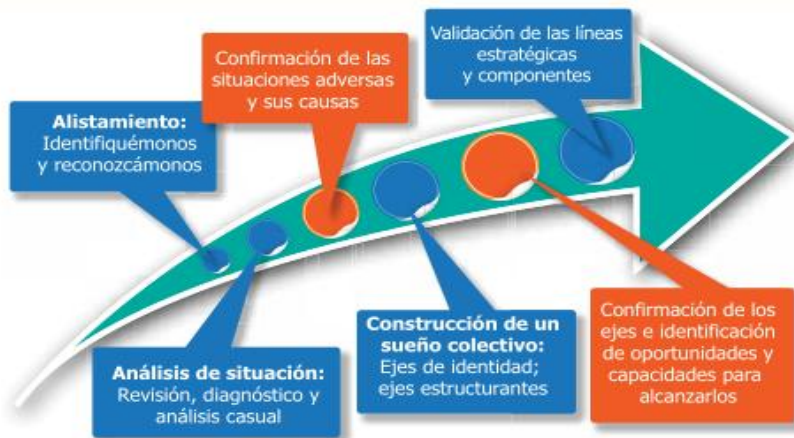 Alistamiento:
Identifiquémonos
y reconozcámonos
Análisis de situación:
Revisión, diagnóstico y
análisis casual
Confirmación de las
situaciones adversas
y sus causas
Construcción de un
sueño colectivo:
Ejes de identidad;
ejes estructurantes
Confirmación de los
ejes e identificación
de oportunidades y
capacidades para
alcanzarlos
Validación de las líneas
estratégicas
y componentes